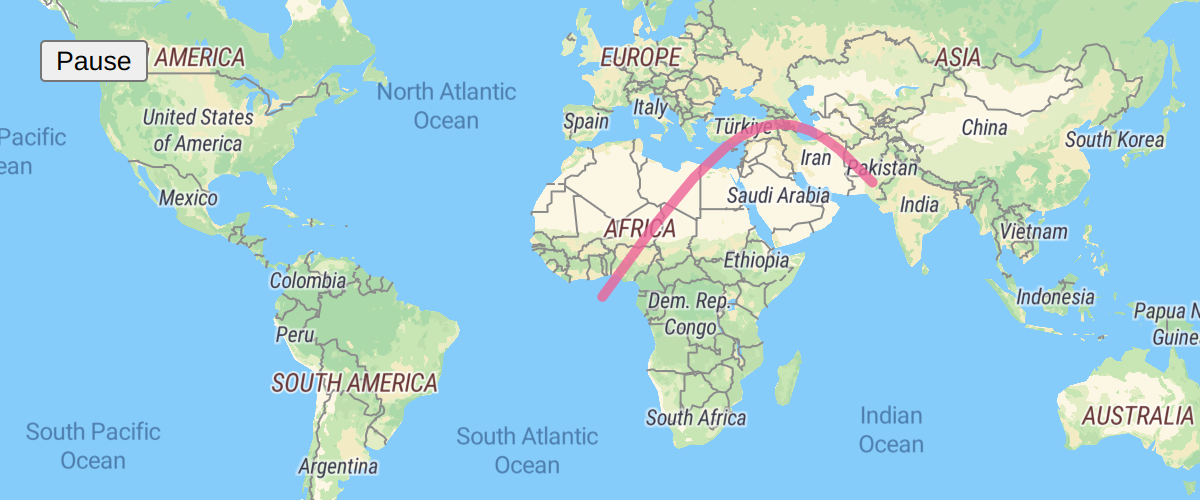 Pause
AMERICA
EUROPE
ASIA
North Atlantic
Ocean
Italy
Spain
United States
of America
Türkiye
China
South Korea
Pacific
ean
Iran
Pakistan
Mexico
Saudi Arabia
India
AFRICA
Vietnam
Ethiopia
Colombia
Dem. Rep.
Congo
Indonesia
Papua N
Guine
Peru
SOUTH AMERICA
South Africa
Indian
Ocean
AUSTRALIA
South Pacific
Ocean
South Atlantic
Ocean
Argentina